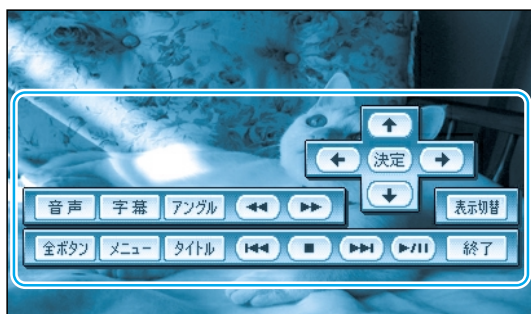 決定
音声 字幕 アングル 表示切替
全ボタン メニュー タイトル 終了